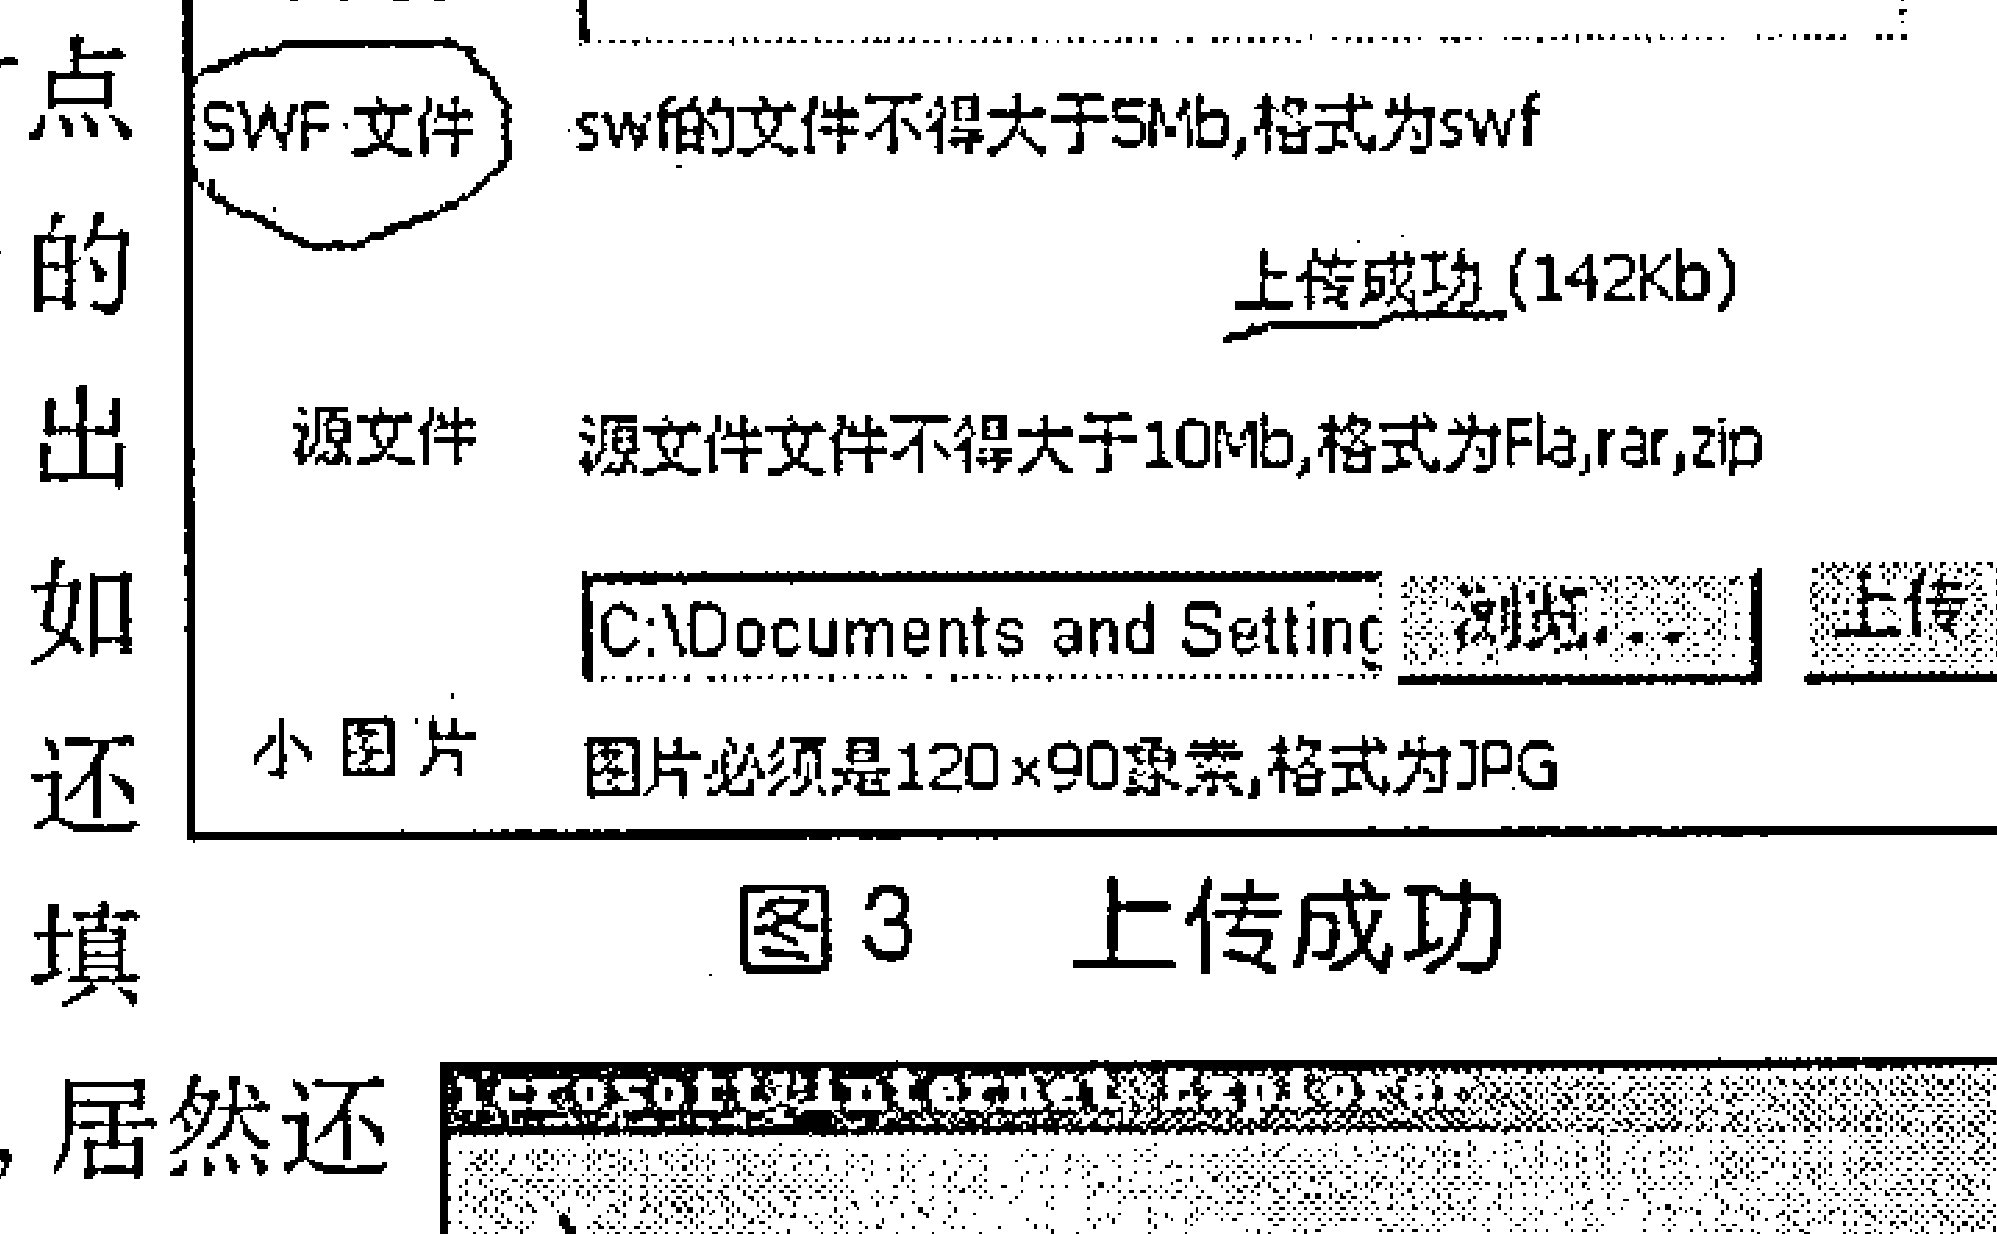 点
的
出
如
还
填
,居然还
SWF 文件 swf的文件不得大于5Mb,格式为swf
上传成功 (142Kb)
源文件 源文件文件不得大于10Mb,格式为Fla,rar,zip
C:\Documents and Setting 浏览... 上传
小图片 图片必须是120×90象素,格式为JPG
图3 上传成功
icrosoft Internet Explorer